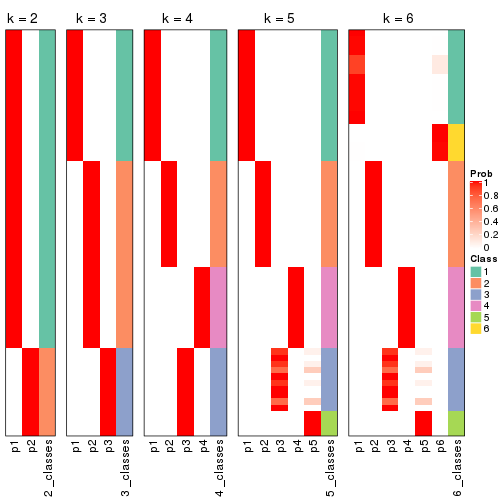 k = 2
k = 3
k = 4
k = 5
k = 6
Prob
1
0.8
0.6
0.4
0.2
0
Class
1
2
3
4
5
6
p1
p2
2_classes
p1
p2
p3
3_classes
p1
p2
p3
p4
4_classes
p1
p2
p3
p4
p5
5_classes
p1
p2
p3
p4
p5
p6
6_classes